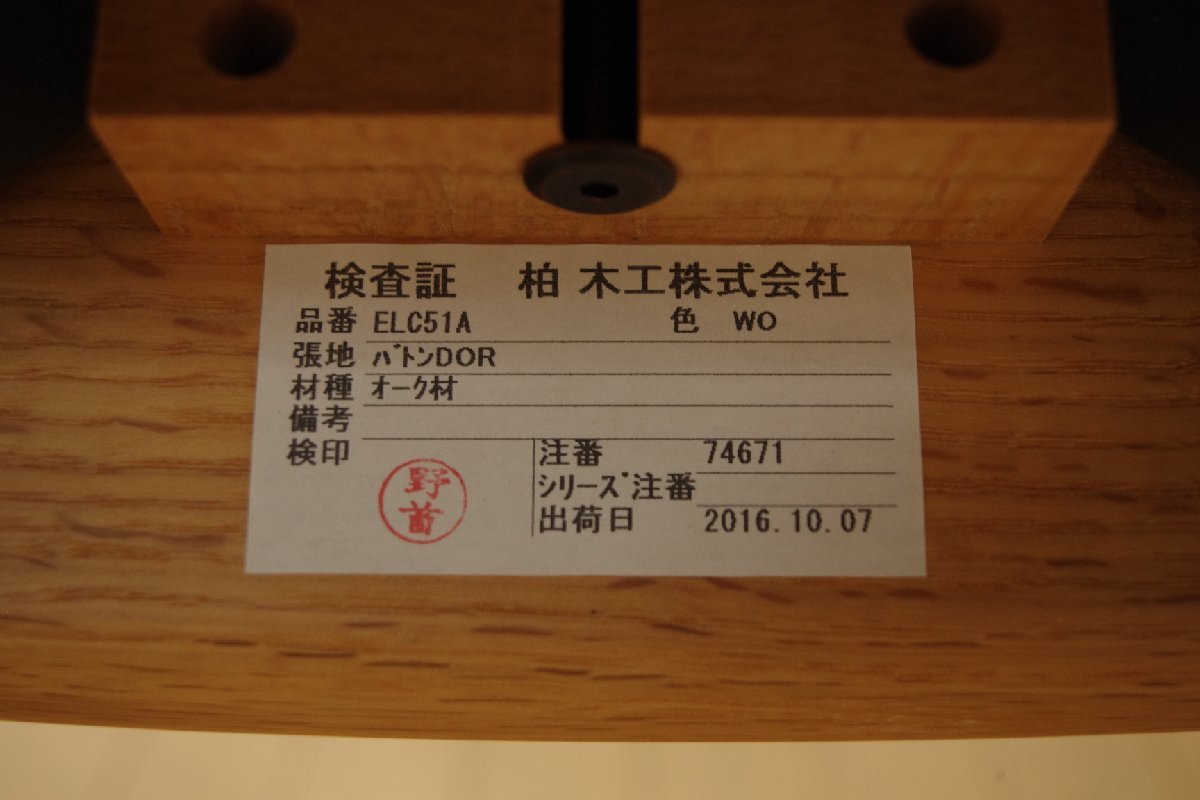 検査証 柏木工株式会社
品番 ELC51A 色 WO
張地 バトンDOR
材種 オーク材
備考
検印
野
首
注番 74671
シリーズ注番
出荷日 2016.10.07